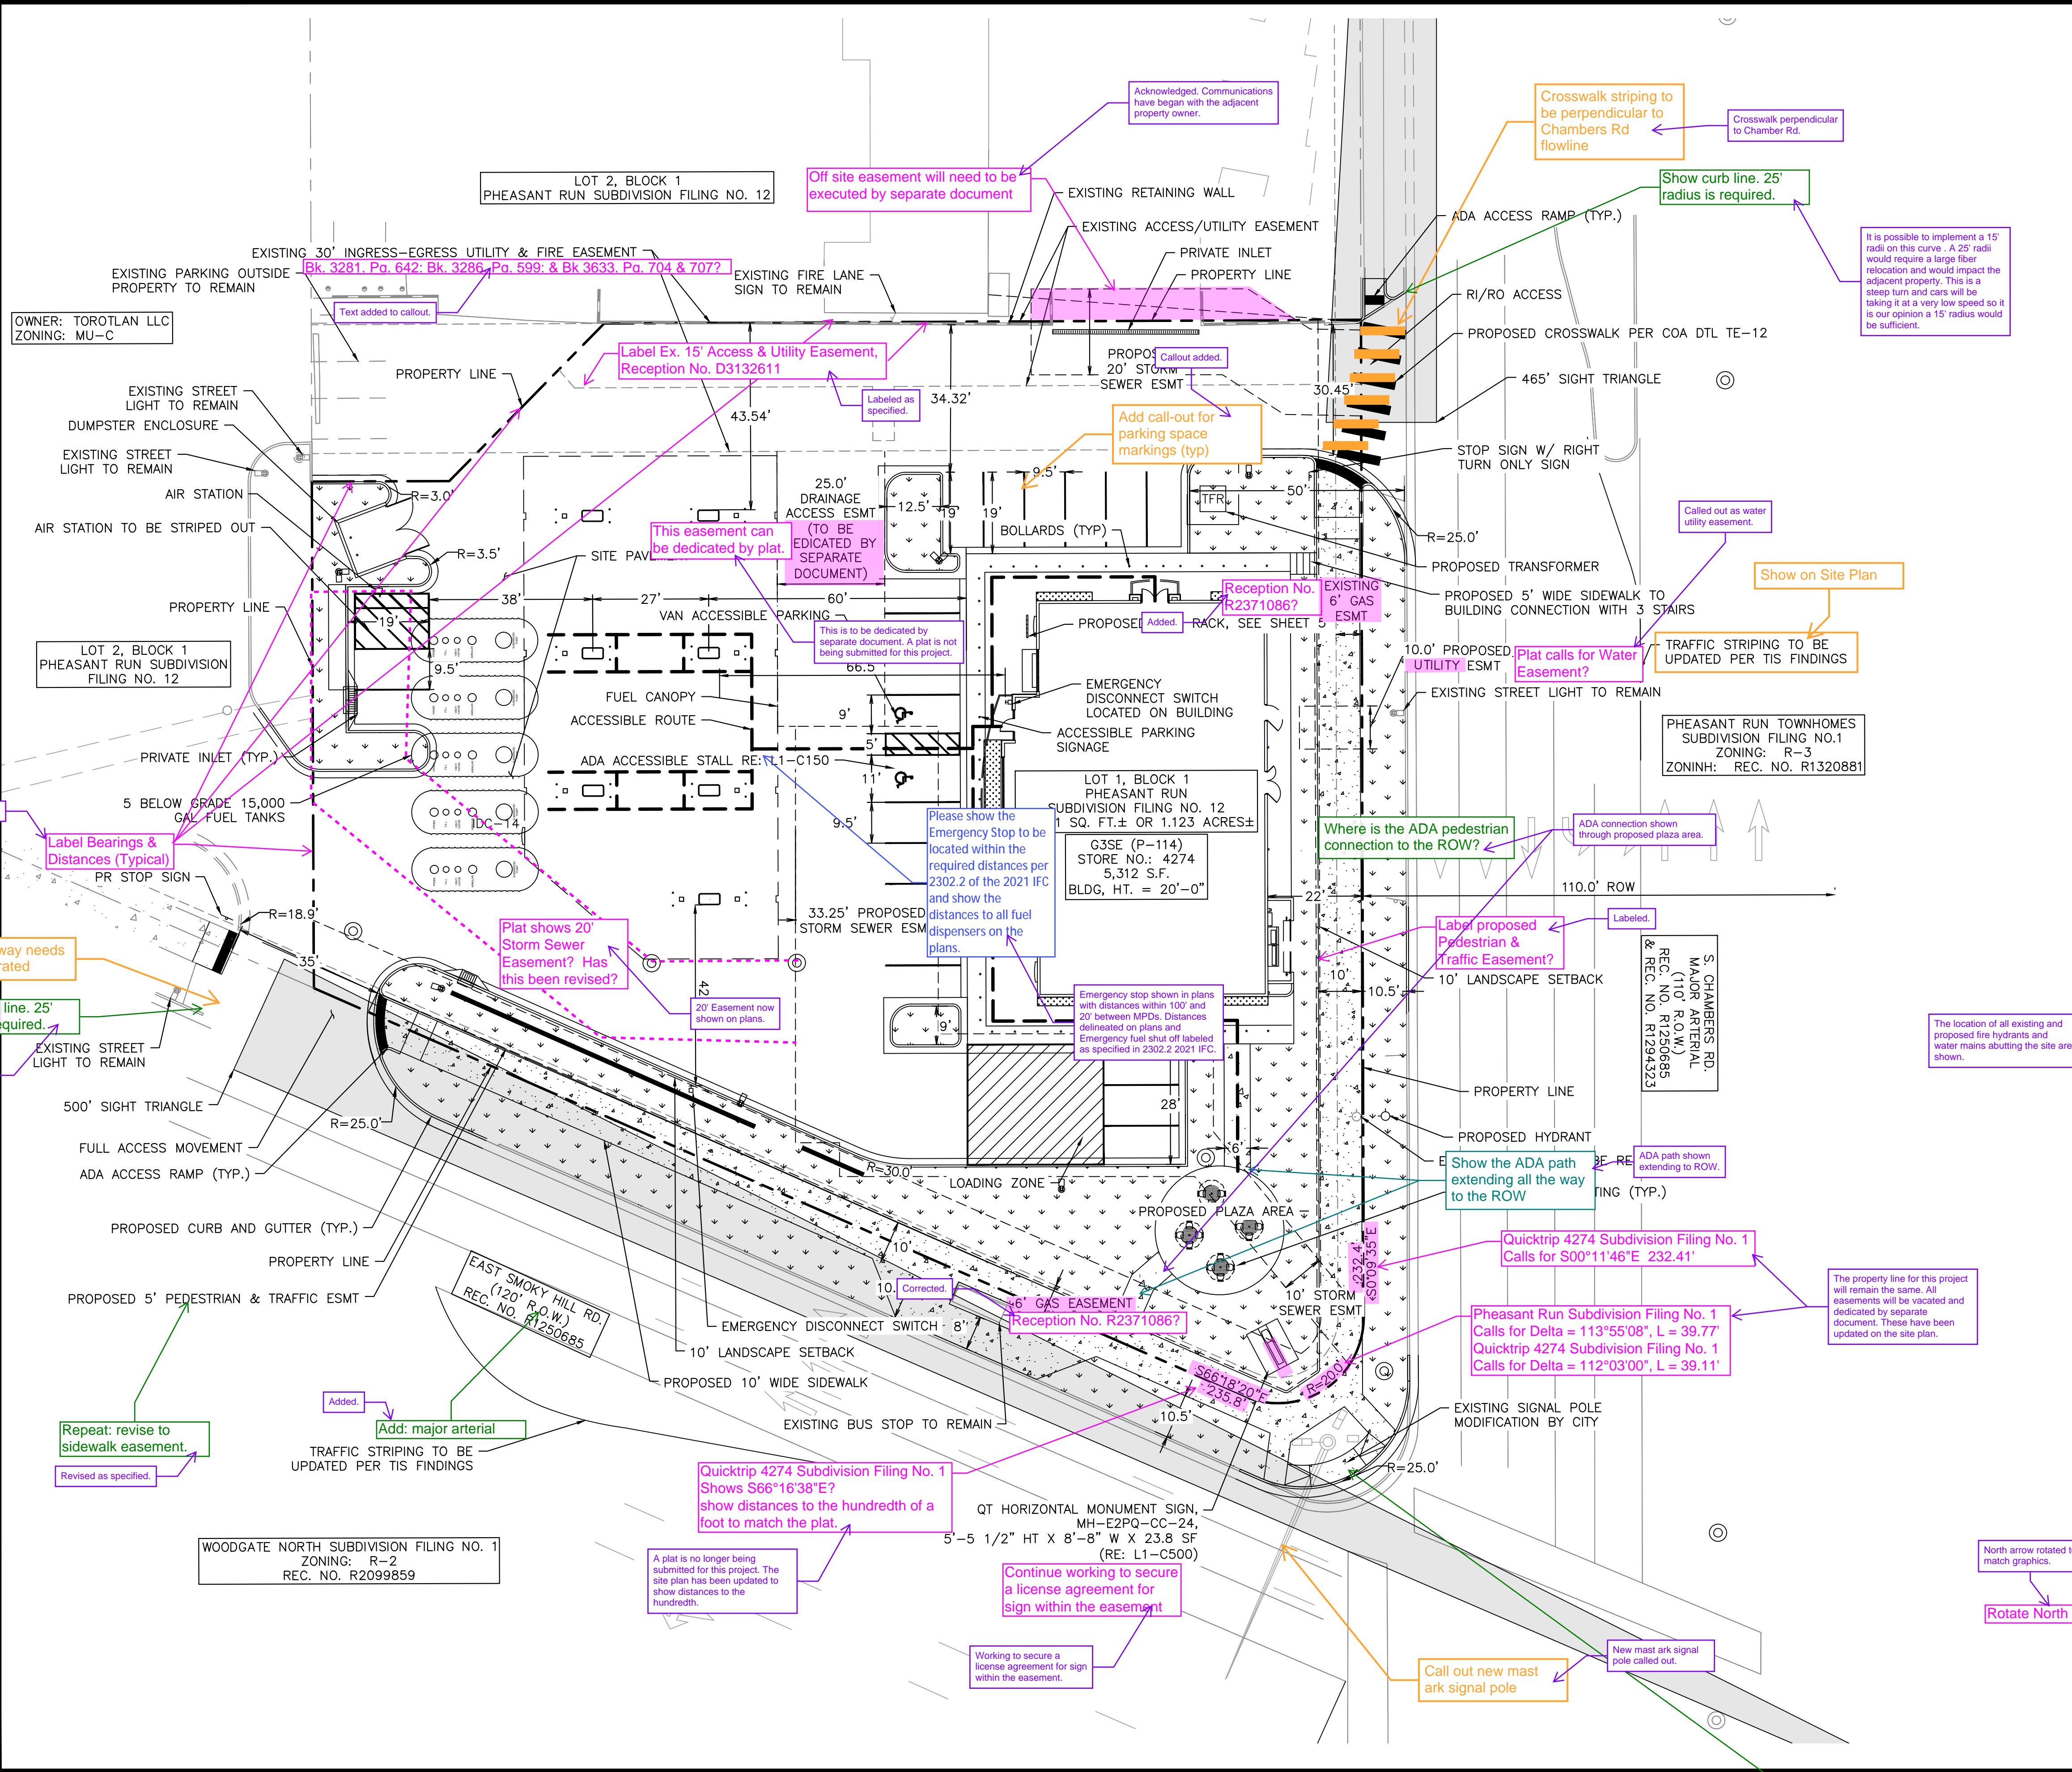 Acknowledged. Communications
have began with the adjacent
property owner.
Crosswalk striping to
be perpendicular to
Chambers Rd
flowline
Crosswalk perpendicular
to Chamber Rd.
LOT 2, BLOCK 1
PHEASANT RUN SUBDIVISION FILING NO. 12
Off site easement will need to be
executed by separate document
EXISTING RETAINING WALL
EXISTING ACCESS/UTILITY EASEMENT
PRIVATE INLET
PROPERTY LINE
Show curb line. 25'
radius is required.
ADA ACCESS RAMP (TYP.)
It is possible to implement a 15'
radii on this curve . A 25' radii
would require a large fiber
relocation and would impact the
adjacent property. This is a
steep turn and cars will be
taking it at a very low speed so it
is our opinion a 15' radius would
be sufficient.
EXISTING 30' INGRESS-EGRESS UTILITY & FIRE EASEMENT
Bk. 3281. Pg. 642; Bk. 3286. Pg. 599; & Bk 3633. Pg. 704 & 707?
EXISTING PARKING OUTSIDE
PROPERTY TO REMAIN
EXISTING FIRE LANE
SIGN TO REMAIN
Text added to callout.
OWNER: TOROTLAN LLC
ZONING: MU-C
RI/RO ACCESS
PROPOSED CROSSWALK PER COA DTL TE-12
465' SIGHT TRIANGLE
Label Ex. 15' Access & Utility Easement,
Reception No. D3132611
PROPERTY LINE
20' STORM
SEWER ESMT
Callout added.
30.45'
Labeled as
specified.
34.32'
43.54'
EXISTING STREET
LIGHT TO REMAIN
DUMPSTER ENCLOSURE
EXISTING STREET
LIGHT TO REMAIN
AIR STATION
AIR STATION TO BE STRIPED OUT
Add call-out for
parking space
markings (typ)
STOP SIGN W/ RIGHT
TURN ONLY SIGN
R=3.0'
R=3.5'
25.0'
DRAINAGE
ACCESS ESMT
(TO BE
DEDICATED BY
SEPARATE
DOCUMENT)
This easement can
be dedicated by plat.
12.5'
19'
19'
9.5'
BOLLARDS (TYP)
TFR
50'
R=25.0'
PROPOSED TRANSFORMER
Called out as water
utility easement.
Show on Site Plan
PROPOSED 5' WIDE SIDEWALK TO
BUILDING CONNECTION WITH 3 STAIRS
PROPERTY LINE
38'
27'
60'
19'
VAN ACCESSIBLE PARKING
Reception No.
R2371086?
EXISTING
6' GAS
ESMT
PROPOSED
RACK, SEE SHEET 5
Added.
This is to be dedicated by
separate document. A plat is not
being submitted for this project.
LOT 2, BLOCK 1
PHEASANT RUN SUBDIVISION
FILING NO. 12
9.5'
66.5'
10.0' PROPOSED
UTILITY ESMT
Plat calls for Water
Easement?
TRAFFIC STRIPING TO BE
UPDATED PER TIS FINDINGS
EXISTING STREET LIGHT TO REMAIN
FUEL CANOPY
ACCESSIBLE ROUTE
EMERGENCY
DISCONNECT SWITCH
LOCATED ON BUILDING
ACCESSIBLE PARKING
SIGNAGE
9'
5'
11'
9.5'
PHEASANT RUN TOWNHOMES
SUBDIVISION FILING NO.1
ZONING: R-3
ZONINH: REC. NO. R1320881
PRIVATE INLET (TYP.)
ADA ACCESSIBLE STALL RE: L1-C150
5 BELOW GRADE 15,000
GAL FUEL TANKS
LOT 1, BLOCK 1
PHEASANT RUN
SUBDIVISION FILING NO. 12
1 SQ. FT.± OR 1.123 ACRES±
G3SE (P-114)
STORE NO.: 4274
5,312 S.F.
BLDG, HT. = 20'-0"
DC-14
Please show the
Emergency Stop to be
located within the
required distances per
2302.2 of the 2021 IFC
and show the
distances to all fuel
dispensers on the
plans.
Label Bearings &
Distances (Typical)
PR STOP SIGN
R=18.9'
Where is the ADA pedestrian
connection to the ROW?
ADA connection shown
through proposed plaza area.
110.0' ROW
22'
way needs
rated
35'
Plat shows 20'
Storm Sewer
Easement? Has
this been revised?
33.25' PROPOSED
STORM SEWER ESMT
Label proposed
Pedestrian &
Traffic Easement?
Labeled.
S. CHAMBERS RD.
MAJOR ARTERIAL
(110' R.O.W.)
REC. NO. R1250685
& REC. NO. R1294323
10' LANDSCAPE SETBACK
10'
10.5'
42
20' Easement now
shown on plans.
line. 25'
quired.
Emergency stop shown in plans
with distances within 100' and
20' between MPDs. Distances
delineated on plans and
Emergency fuel shut off labeled
as specified in 2302.2 2021 IFC.
9'
The location of all existing and
proposed fire hydrants and
water mains abutting the site are
shown.
EXISTING STREET
LIGHT TO REMAIN
500' SIGHT TRIANGLE
R=25.0'
FULL ACCESS MOVEMENT
ADA ACCESS RAMP (TYP.)
PROPERTY LINE
28'
PROPOSED HYDRANT
6'
Show the ADA path
extending all the way
to the ROW
ADA path shown
extending to ROW.
R=30.0'
LOADING ZONE
PROPOSED PLAZA AREA
PROPOSED CURB AND GUTTER (TYP.)
PROPERTY LINE
PROPOSED 5' PEDESTRIAN & TRAFFIC ESMT
EAST SMOKY HILL RD.
(120' R.O.W.)
REC. NO. R1250685
10'
Corrected.
6' GAS EASEMENT
Reception No. R2371086?
10' STORM
SEWER ESMT
232.4'
S0°09'35"E
Quicktrip 4274 Subdivision Filing No. 1
Calls for S00°11'46"E 232.41'
The property line for this project
will remain the same. All
easements will be vacated and
dedicated by separate
document. These have been
updated on the site plan.
Pheasant Run Subdivision Filing No. 1
Calls for Delta = 113°55'08", L = 39.77'
Quicktrip 4274 Subdivision Filing No. 1
Calls for Delta = 112°03'00", L = 39.11'
EMERGENCY DISCONNECT SWITCH
8'
10' LANDSCAPE SETBACK
PROPOSED 10' WIDE SIDEWALK
EXISTING BUS STOP TO REMAIN
S66°18'20"E
235.8'
R=20.0'
10.5'
EXISTING SIGNAL POLE
MODIFICATION BY CITY
R=25.0'
Added.
Add: major arterial
Repeat: revise to
sidewalk easement.
Revised as specified.
TRAFFIC STRIPING TO BE
UPDATED PER TIS FINDINGS
Quicktrip 4274 Subdivision Filing No. 1
Shows S66°16'38"E?
show distances to the hundredth of a
foot to match the plat.
QT HORIZONTAL MONUMENT SIGN,
MH-E2PQ-CC-24,
5'-5 1/2" HT X 8'-8" W X 23.8 SF
(RE: L1-C500)
WOODGATE NORTH SUBDIVISION FILING NO. 1
ZONING: R-2
REC. NO. R2099859
A plat is no longer being
submitted for this project. The
site plan has been updated to
show distances to the
hundredth.
Continue working to secure
a license agreement for
sign within the easement
Working to secure a
license agreement for sign
within the easement.
New mast ark signal
pole called out.
Call out new mast
ark signal pole
North arrow rotated to
match graphics.
Rotate North